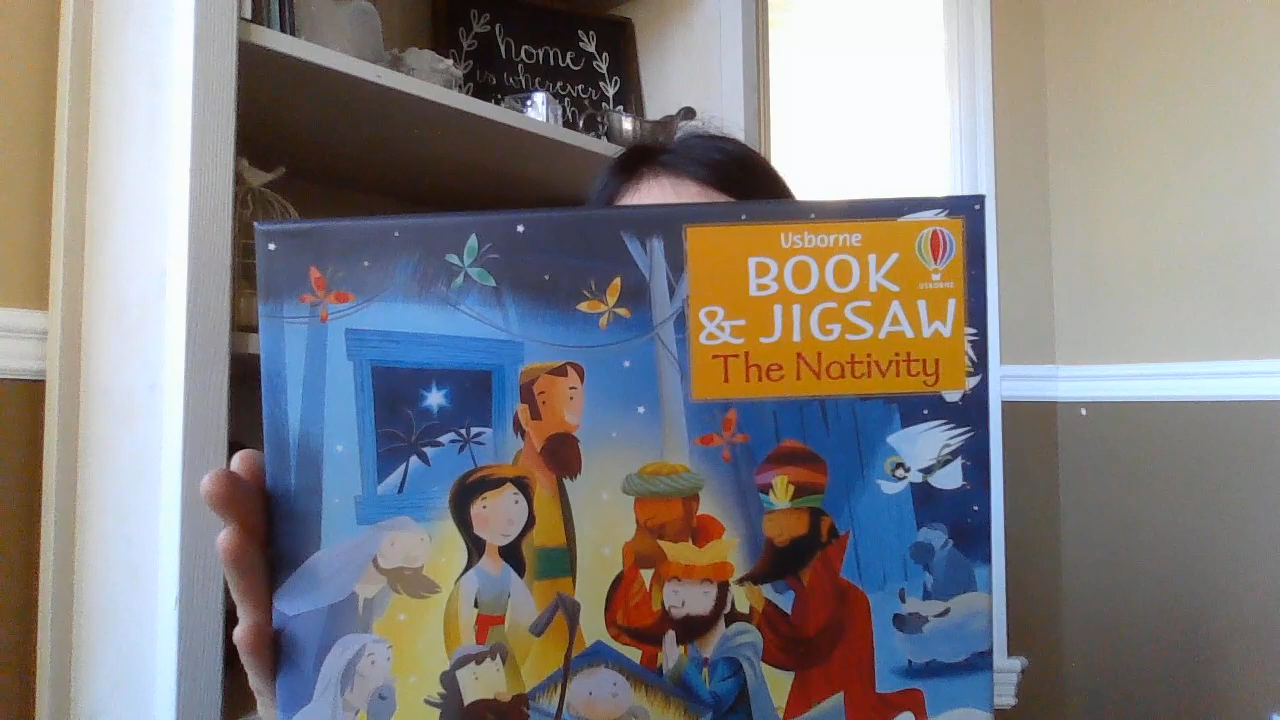 home
is wherever
Usborne
BOOK
& JIGSAW
The Nativity
USBORNE